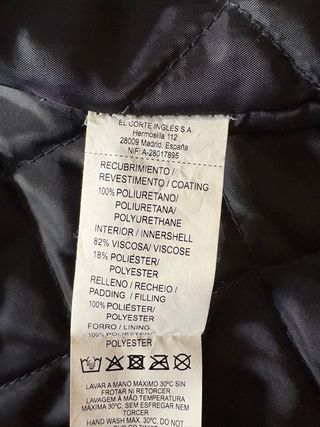 EL CORTE INGLES S.A.
Hermosilla 112
28009 Madrid, España
NIF: A-28017895
RECUBRIMIENTO /
REVESTIMENTO / COATING
100% POLIURETANO/
POLIURETANA/
POLYURETHANE
INTERIOR / INNERSHELL
82% VISCOSA/ VISCOSE
18% POLIÉSTER/
POLYESTER
RELLENO / RECHEIO /
PADDING / FILLING
100% POLIÉSTER/
POLYESTER
FORRO / LINING
100% POLIÉSTER/
POLYESTER
LAVAR A MANO MÁXIMO 30ºC SIN
FROTAR NI RETORCER
LAVAGEM À MÃO TEMPERATURA
MÁXIMA 30ºC, SEM ESFREGAR NEM
TORCER
HAND WASH MAX. 30ºC, DO NOT